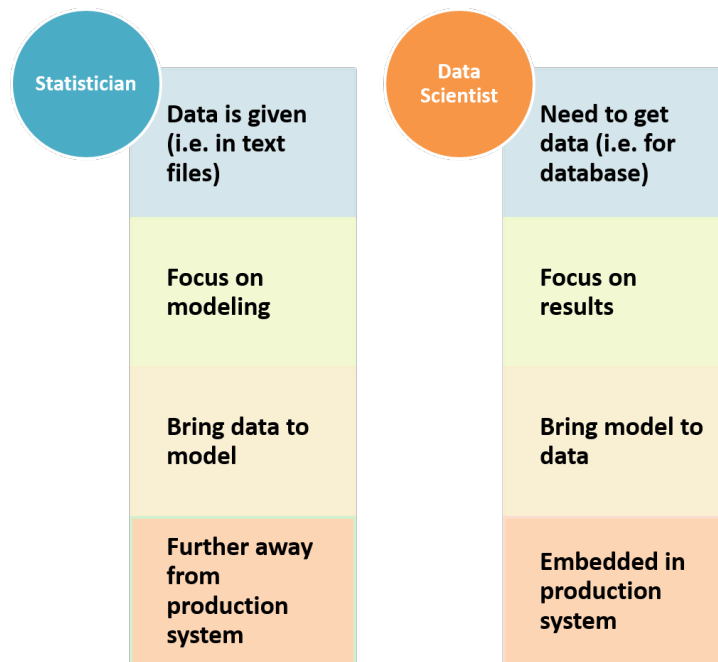 Statistician
Data is given
(i.e. in text
files)
Focus on
modeling
Bring data to
model
Further away
from
production
system
Data
Scientist
Need to get
data (i.e. for
database)
Focus on
results
Bring model to
data
Embedded in
production
system